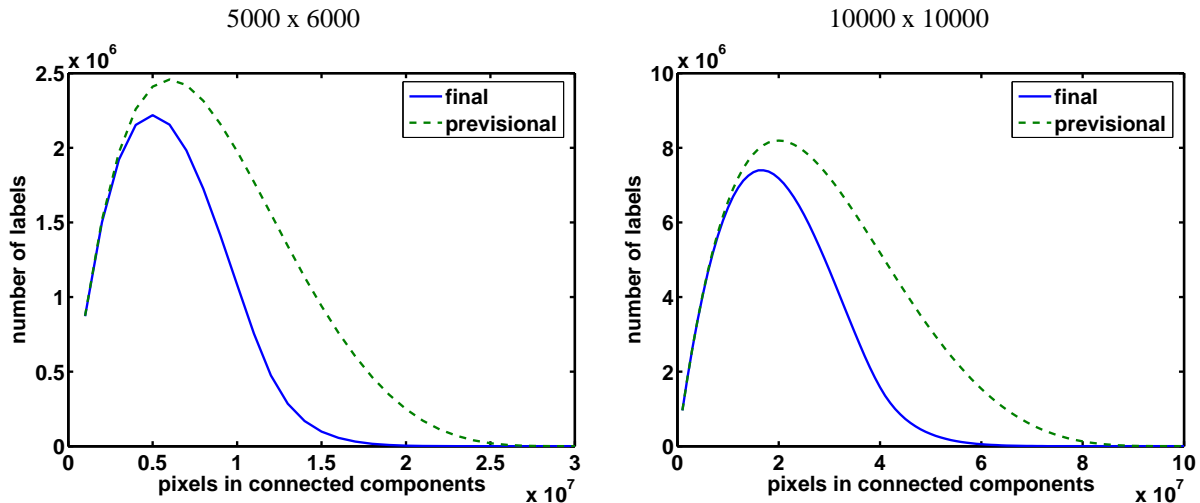 5000 x 6000
x 10^6
2.5
2
1.5
1
0.5
0
number of labels
final
previsional
0 0.5 1 1.5 2 2.5 3
pixels in connected components
x 10^7
10000 x 10000
x 10^6
10
8
6
4
2
0
number of labels
final
previsional
0 2 4 6 8 10
pixels in connected components
x 10^7